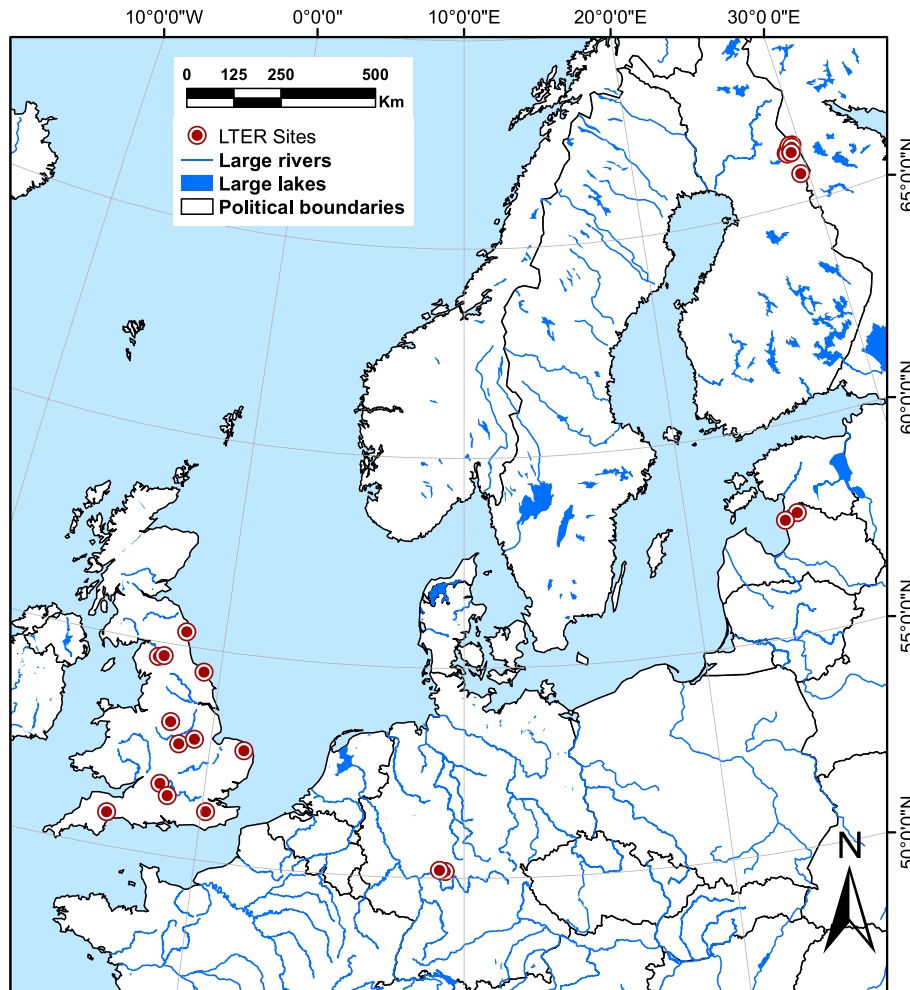 10°0'0"W 0°0'0" 10°0'0"E 20°0'0"E 30°0 0"E
0 125 250 500
Km
LTER Sites
Large rivers
Large lakes
Political boundaries
65°0'0"N
60°0'0"N
55°0'0"N
50°0'0"N
N